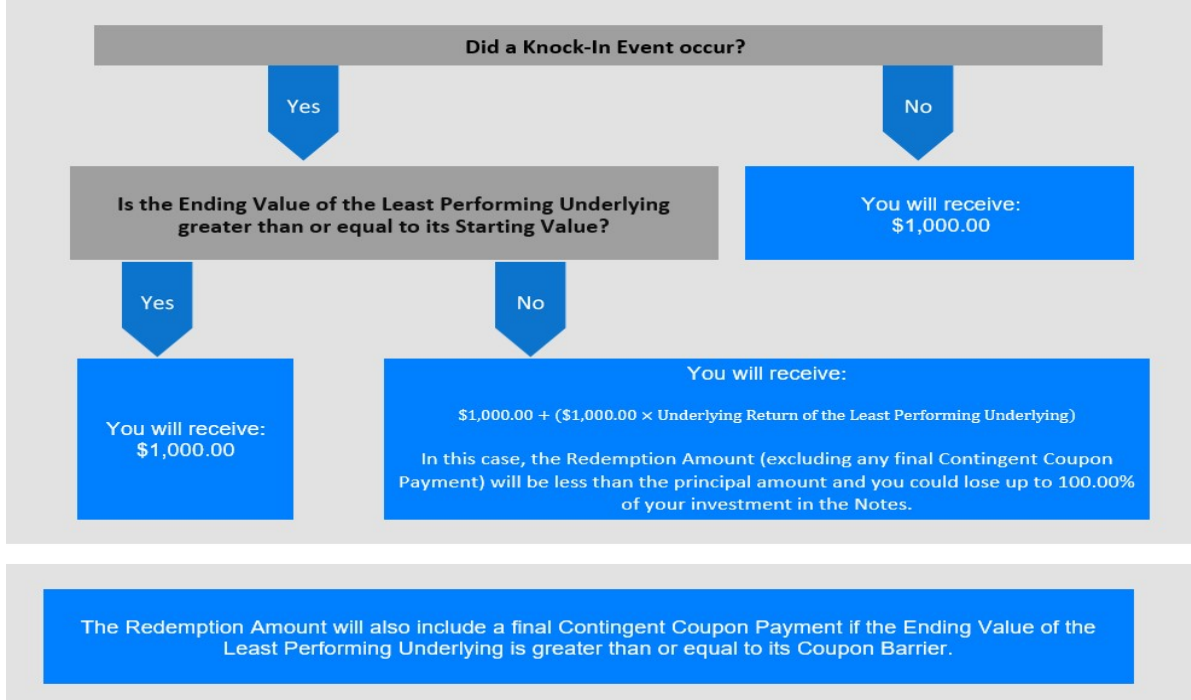 Did a Knock-In Event occur?
Yes
No
Is the Ending Value of the Least Performing Underlying
greater than or equal to its Starting Value?
You will receive:
$1,000.00
Yes
No
You will receive:
$1,000.00
You will receive:
$1,000.00 + ($1,000.00 × Underlying Return of the Least Performing Underlying)
In this case, the Redemption Amount (excluding any final Contingent Coupon
Payment) will be less than the principal amount and you could lose up to 100.00%
of your investment in the Notes.
The Redemption Amount will also include a final Contingent Coupon Payment if the Ending Value of the
Least Performing Underlying is greater than or equal to its Coupon Barrier.